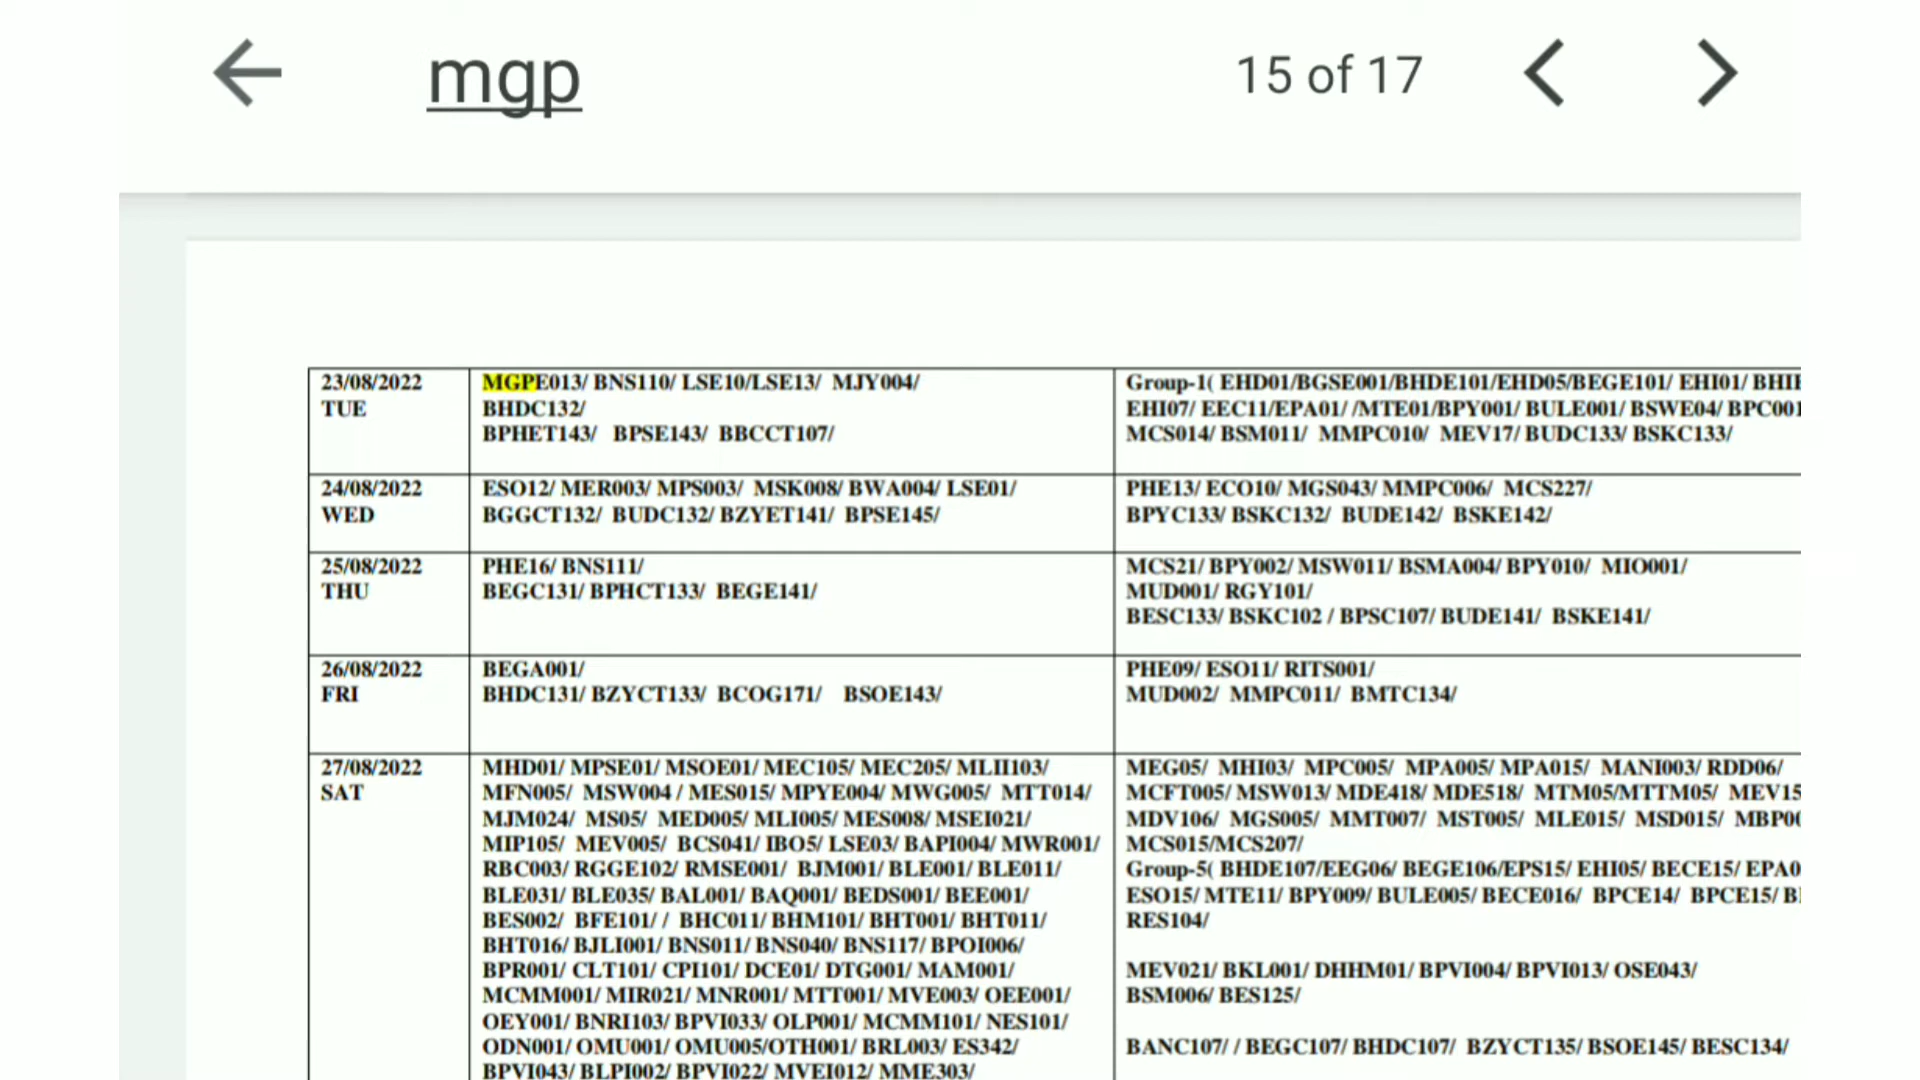 mgp
15 of 17
23/08/2022
TUE
MGPE013/ BNS110/ LSE10/LSE13/ MJY004/
BHDC132/
BPHET143/ BPSE143/ BBCCT107/
Group-1( EHD01/BGSE001/BHDE101/EHD05/BEGE101/ EHI01/
EHI07/ EEC11/EPA01/ /MTE01/BPY001/ BULE001/ BSWE04/ BPC001
MCS014/ BSM011/ MMPC010/ MEV17/ BUDC133/ BSKC133/
24/08/2022
WED
ESO12/ MER003/ MPS003/ MSK008/ BWA004/ LSE01/
BGGCT132/ BUDC132/ BZYET141/ BPSE145/
PHE13/ ECO10/ MGS043/ MMPC006/ MCS227/
BPYC133/ BSKC132/ BUDE142/ BSKE142/
25/08/2022
THU
PHE16/ BNS111/
BEGC131/ BPHCT133/ BEGE141/
MCS21/ BPY002/ MSW011/ BSMA004/ BPY010/ MIO001/
MUD001/ RGY101/
BESC133/ BSKC102 / BPSC107/ BUDE141/ BSKE141/
26/08/2022
FRI
BEGA001/
BHDC131/ BZYCT133/ BCOG171/ BSOE143/
PHE09/ ESO11/ RITS001/
MUD002/ MMPC011/ BMTC134/
27/08/2022
SAT
MHD01/ MPSE01/ MSOE01/ MEC105/ MEC205/ MLII103/
MFN005/ MSW004 / MES015/ MPYE004/ MWG005/ MTT014/
MJM024/ MS05/ MED005/ MLI005/ MES008/ MSEI021/
MIP105/ MEV005/ BCS041/ IBO5/ LSE03/ BAPI004/ MWR001/
RBC003/ RGGE102/ RMSE001/ BJM001/ BLE001/ BLE011/
BLE031/ BLE035/ BAL001/ BAQ001/ BEDS001/ BEE001/
BES002/ BFE101/ / BHC011/ BHM101/ BHT001/ BHT011/
BHT016/ BJLI001/ BNS011/ BNS040/ BNS117/ BPOI006/
BPR001/ CLT101/ CPI101/ DCE01/ DTG001/ MAM001/
MCMM001/ MIR021/ MNR001/ MTT001/ MVE003/ OEE001/
OEY001/ BNRI103/ BPVI033/ OLP001/ MCMM101/ NES101/
ODN001/ OMU001/ OMU005/OTH001/ BRL003/ ES342/
BPVI043/ BLPI002/ BPVI022/ MVEI012/ MME303/
MEG05/ MHI03/ MPC005/ MPA005/ MPA015/ MANI003/ RDD06/
MCFT005/ MSW013/ MDE418/ MDE518/ MTM05/MTTM05/ MEV15
MDV106/ MGS005/ MMT007/ MST005/ MLE015/ MSD015/
MCS015/MCS207/
Group-5( BHDE107/EEG06/ BEGE106/EPS15/ EHI05/ BECE15/
ESO15/ MTE11/ BPY009/ BULE005/ BECE016/ BPCE14/ BPCE15/
RES104/
MEV021/ BKL001/ DHHM01/ BPVI004/ BPVI013/ OSE043/
BSM006/ BES125/
BANC107/ / BEGC107/ BHDC107/ BZYCT135/ BSOE145/ BESC134/